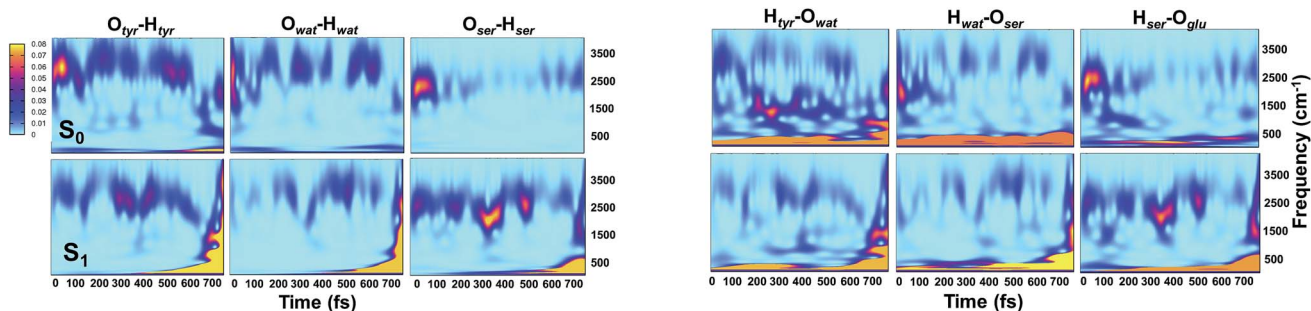 O_tyr-H_tyr O_wat-H_wat O_ser-H_ser
0.08
0.07
0.06
0.05
0.04
0.03
0.02
0.01
0
S_0
3500
2500
1500
500
S_1
3500
2500
1500
500
0 100 200 300 400 500 600 700 0 100 200 300 400 500 600 700 0 100 200 300 400 500 600 700
Time (fs)
H_tyr-O_wat H_wat-O_ser H_ser-O_glu
3500
2500
1500
500
3500
2500
1500
500
Frequency (cm⁻¹)
0 100 200 300 400 500 600 700 0 100 200 300 400 500 600 700 0 100 200 300 400 500 600 700
Time (fs)